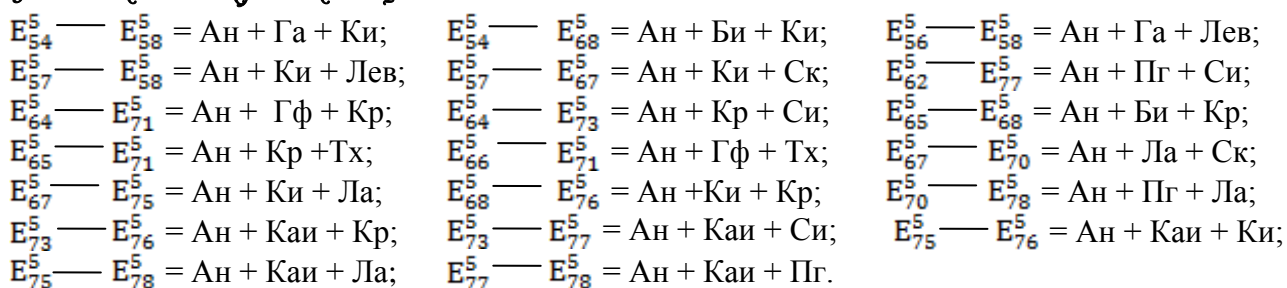 E⁵₅₄ — E⁵₅₈ = Ан + Га + Ки; E⁵₅₄ — E⁵₆₈ = Ан + Би + Ки; E⁵₅₆ — E⁵₅₈ = Ан + Га + Лев;
E⁵₅₇ — E⁵₅₈ = Ан + Ки + Лев; E⁵₅₇ — E⁵₆₇ = Ан + Ки + Ск; E⁵₆₂ — E⁵₇₇ = Ан + Пг + Си;
E⁵₆₄ — E⁵₇₁ = Ан + Гф + Кр; E⁵₆₄ — E⁵₇₃ = Ан + Кр + Си; E⁵₆₅ — E⁵₆₈ = Ан + Би + Кр;
E⁵₆₅ — E⁵₇₁ = Ан + Кр +Тх; E⁵₆₆ — E⁵₇₁ = Ан + Гф + Тх; E⁵₆₇ — E⁵₇₀ = Ан + Ла + Ск;
E⁵₆₇ — E⁵₇₅ = Ан + Ки + Ла; E⁵₆₈ — E⁵₇₆ = Ан +Ки + Кр; E⁵₇₀ — E⁵₇₈ = Ан + Пг + Ла;
E⁵₇₃ — E⁵₇₆ = Ан + Каи + Кр; E⁵₇₃ — E⁵₇₇ = Ан + Каи + Си; E⁵₇₅ — E⁵₇₆ = Ан + Каи + Ки;
E⁵₇₅ — E⁵₇₈ = Ан + Каи + Ла; E⁵₇₇ — E⁵₇₈ = Ан + Каи + Пг.